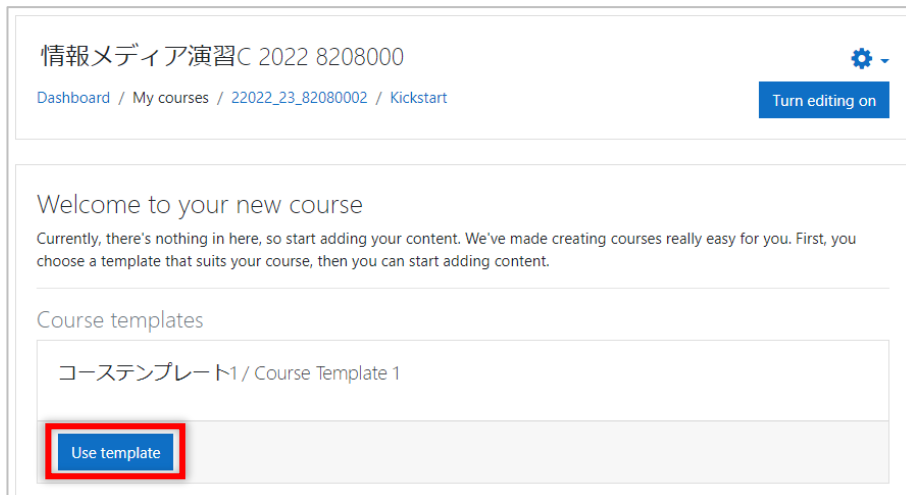 情報メディア演習C 2022 8208000
Dashboard / My courses / 22022_23_82080002 / Kickstart
Turn editing on
Welcome to your new course
Currently, there's nothing in here, so start adding your content. We've made creating courses really easy for you. First, you
choose a template that suits your course, then you can start adding content.
Course templates
コーステンプレート1 / Course Template 1
Use template